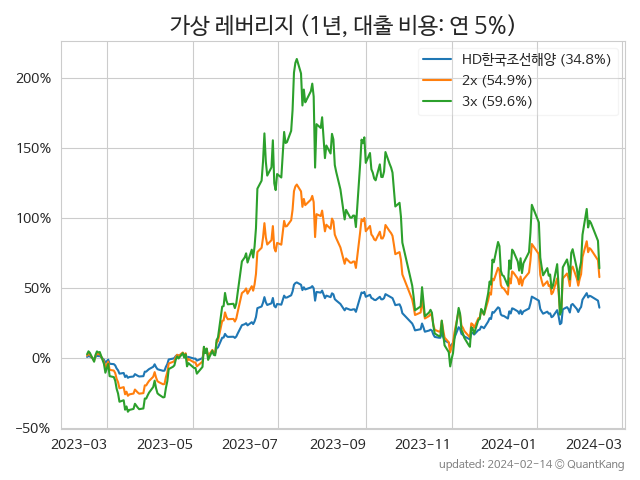 가상 레버리지 (1년, 대출 비용: 연 5%)
HD한국조선해양 (34.8%)
2x (54.9%)
3x (59.6%)
200%
150%
100%
50%
0%
−50%
2023-03 2023-05 2023-07 2023-09 2023-11 2024-01 2024-03
updated: 2024-02-14 © QuantKang